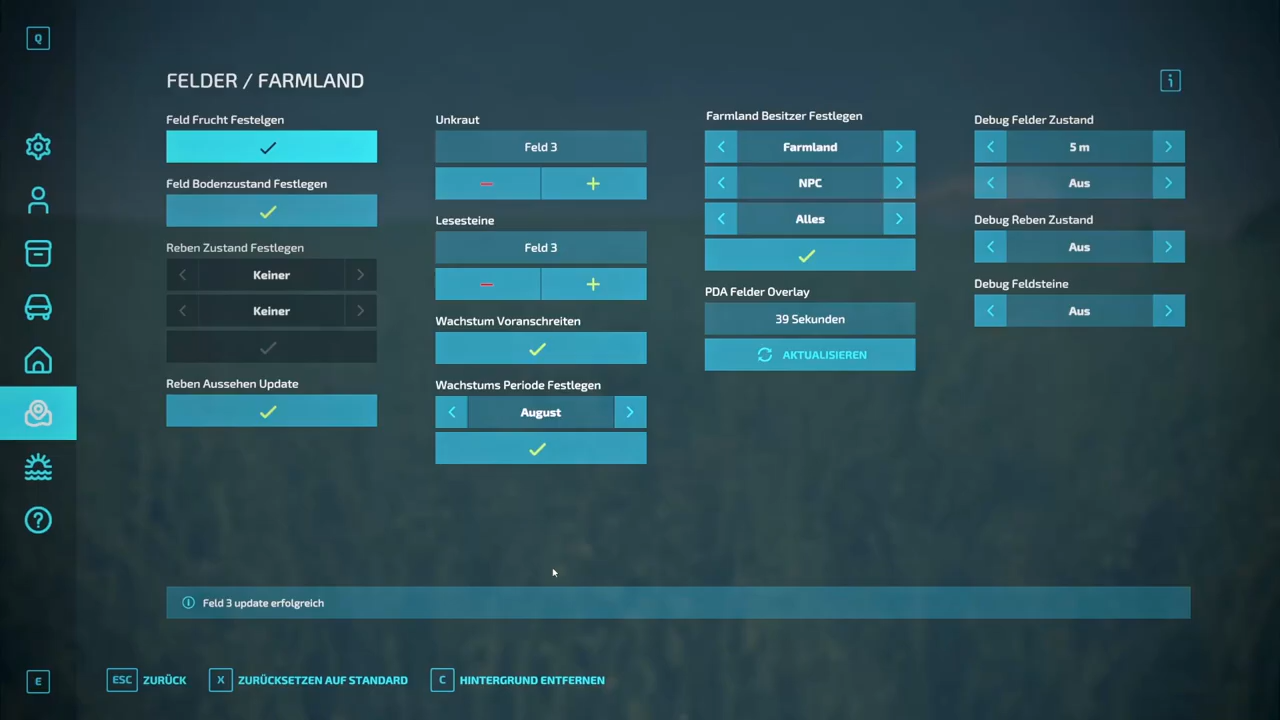 Q
FELDER / FARMLAND
Feld Frucht Festelgen
Feld Bodenzustand Festlegen
Reben Zustand Festlegen
Keiner
Keiner
Reben Aussehen Update
Unkraut
Feld 3
Lesesteine
Feld 3
Wachstum Voranschreiten
Wachstums Periode Festlegen
August
Farmland Besitzer Festlegen
Farmland
NPC
Alles
PDA Felder Overlay
39 Sekunden
AKTUALISIEREN
Debug Felder Zustand
5 m
Aus
Debug Reben Zustand
Aus
Debug Feldsteine
Aus
Feld 3 update erfolgreich
E
ESC ZURÜCK X ZURÜCKSETZEN AUF STANDARD C HINTERGRUND ENTFERNEN